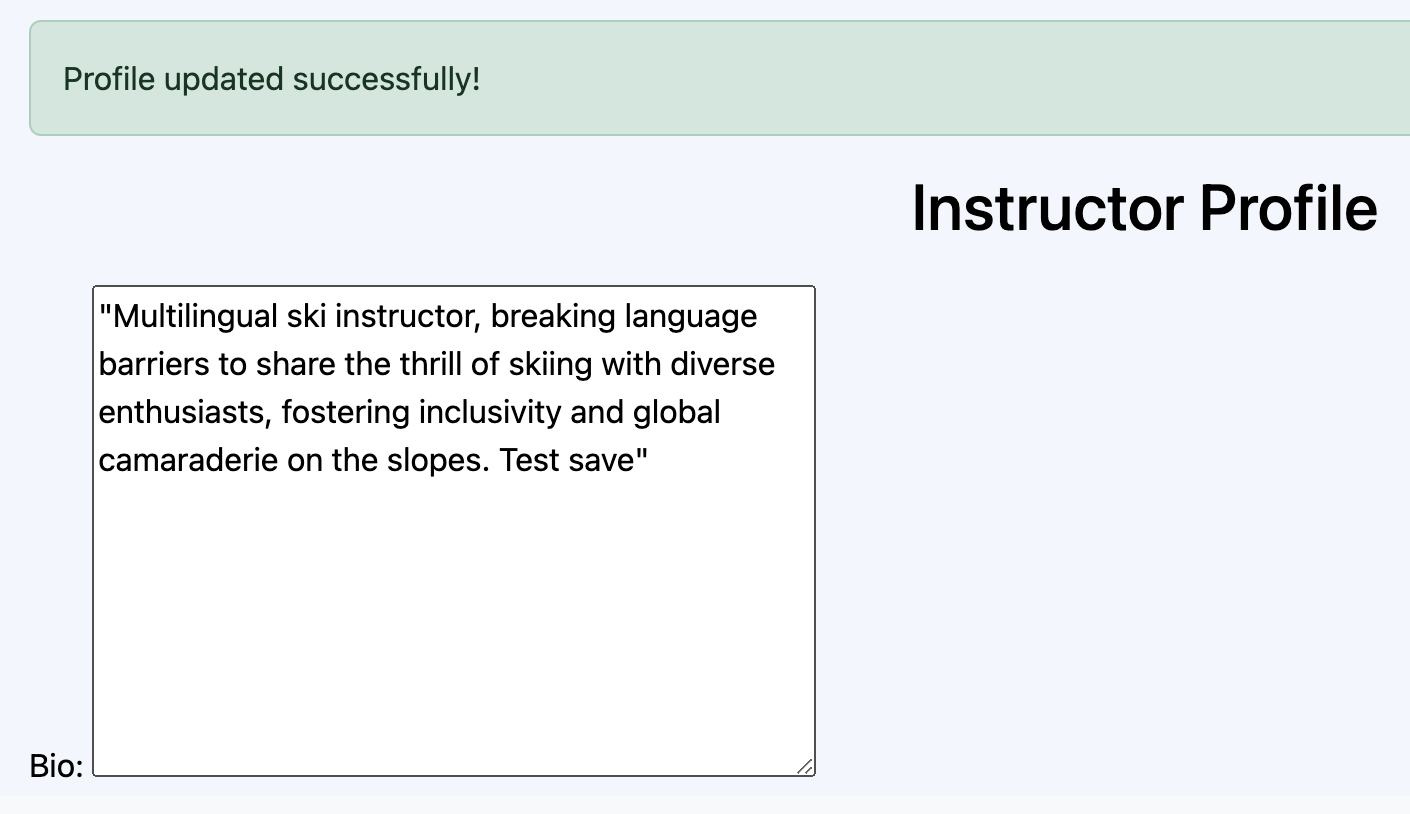 Profile updated successfully!
Instructor Profile
"Multilingual ski instructor, breaking language
barriers to share the thrill of skiing with diverse
enthusiasts, fostering inclusivity and global
camaraderie on the slopes. Test save"
Bio: